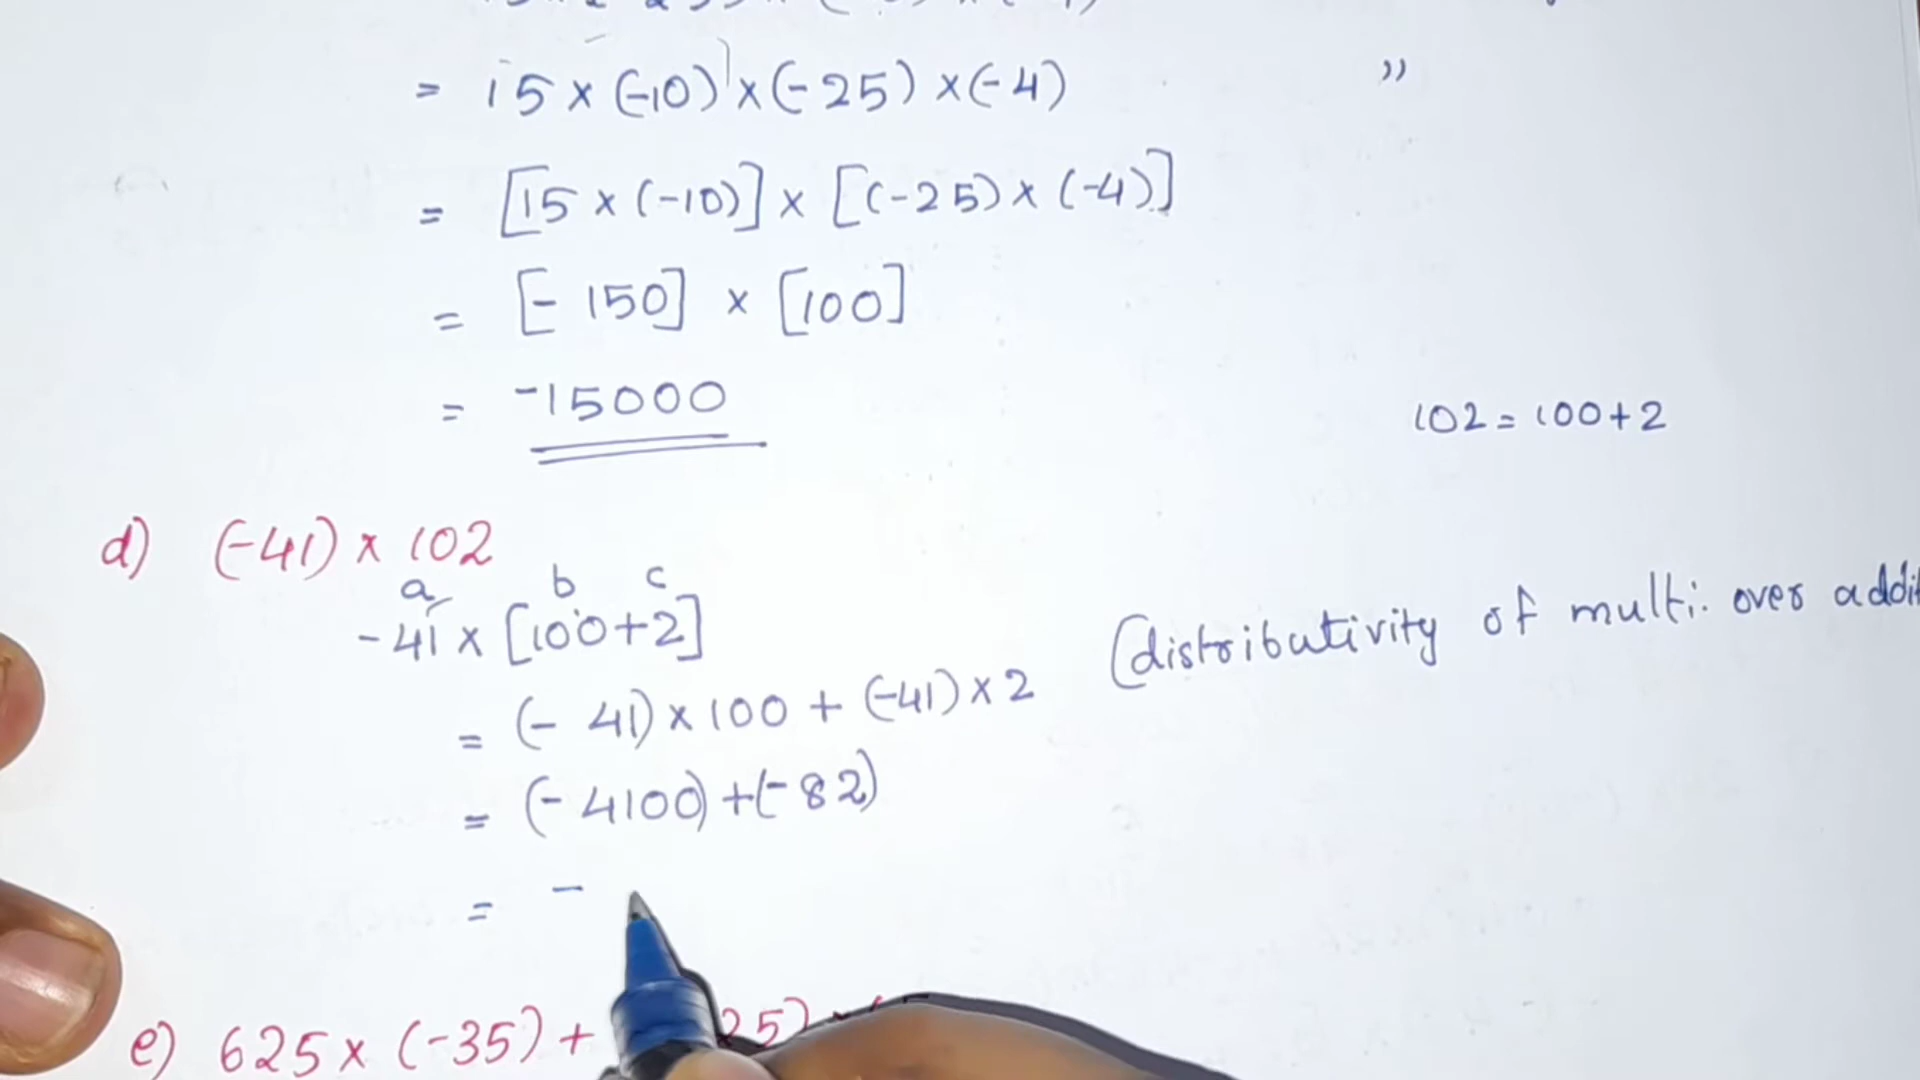 = 15 × (-10) × (-25) × (-4) ”
= [15 × (-10)] × [(-25) × (-4)]
= [- 150] × [100]
= -15000
102 = 100 + 2
d) (-41) × 102
a b c
-41 × [100+2] (distributivity of multi: over addi
= (- 41) × 100 + (-41) × 2
= (- 4100) + (- 82)
= -
e) 625 × (-35) + 25)